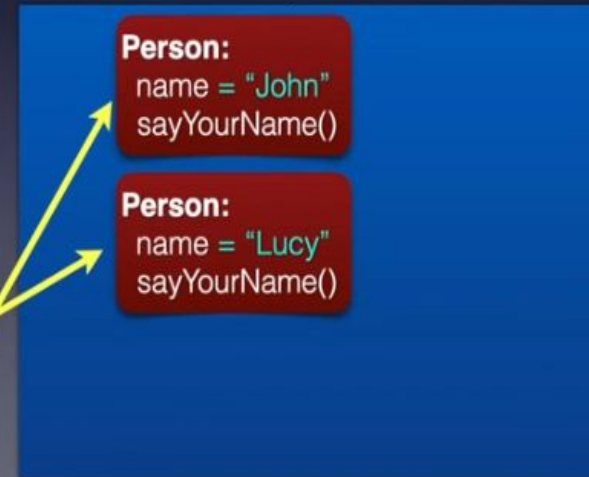 Person:
name = “John”
sayYourName()
Person:
name = “Lucy”
sayYourName()